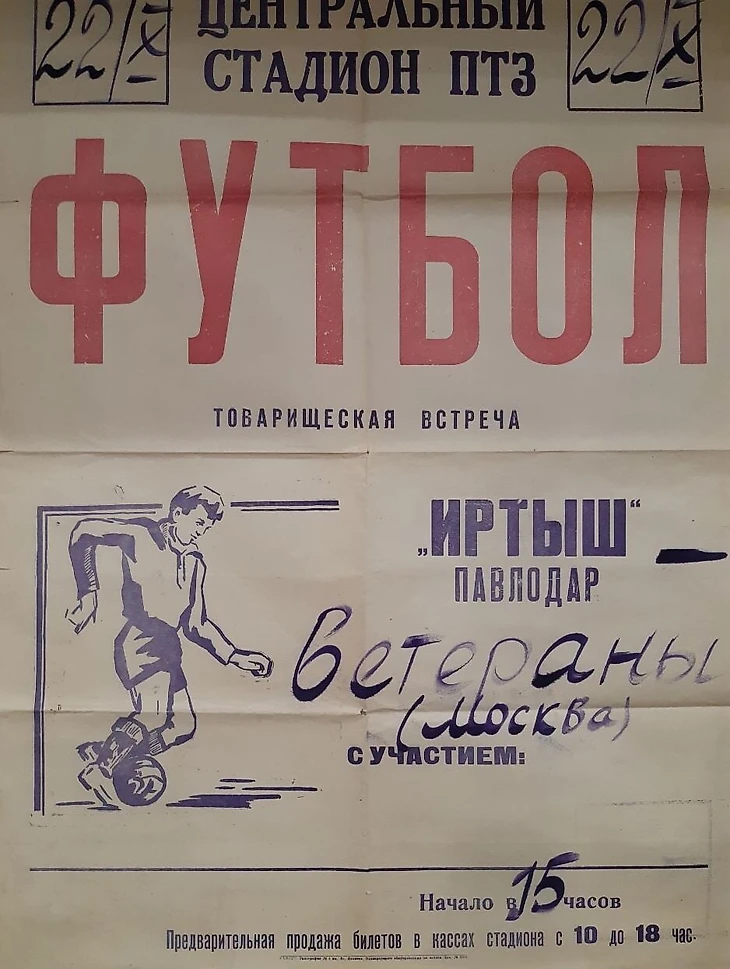 22/X ЦЕНТРАЛЬНЫЙ 22/X
СТАДИОН ПТЗ
ФУТБОЛ
ТОВАРИЩЕСКАЯ ВСТРЕЧА
„ИРТЫШ“ —
ПАВЛОДАР
Ветераны
(Москва)
С УЧАСТИЕМ:
Начало в 15 часов
Предварительная продажа билетов в кассах стадиона с 10 до 18 час.